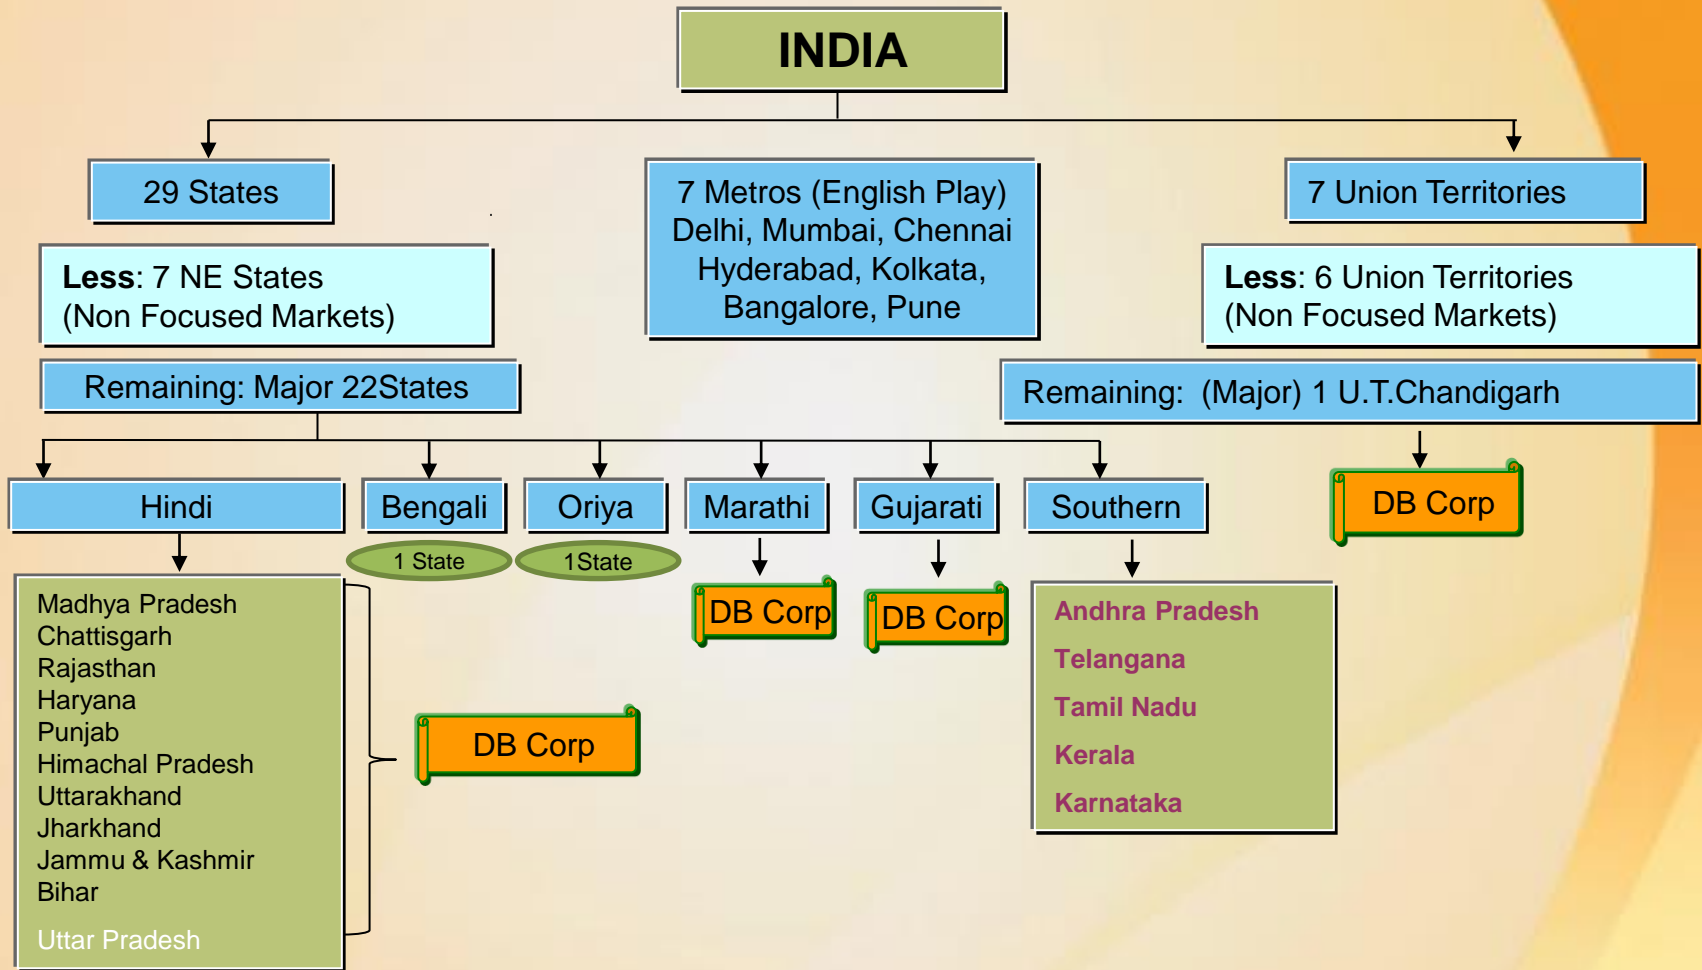 INDIA
29 States
7 Metros (English Play)
Delhi, Mumbai, Chennai
Hyderabad, Kolkata,
Bangalore, Pune
7 Union Territories
Less: 7 NE States
(Non Focused Markets)
Less: 6 Union Territories
(Non Focused Markets)
Remaining: Major 22States
Remaining: (Major) 1 U.T.Chandigarh
Hindi
Bengali
Oriya
Marathi
Gujarati
Southern
DB Corp
1 State
1State
DB Corp
DB Corp
Madhya Pradesh
Chattisgarh
Rajasthan
Haryana
Punjab
Himachal Pradesh
Uttarakhand
Jharkhand
Jammu & Kashmir
Bihar
Uttar Pradesh
DB Corp
Andhra Pradesh
Telangana
Tamil Nadu
Kerala
Karnataka